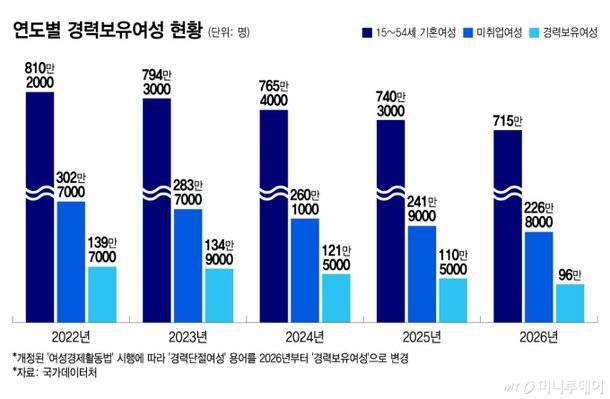 연도별 경력보유여성 현황 (단위: 명)
15~54세 기혼여성 미취업여성 경력보유여성
810만
2000
302만
7000
139만
7000
794만
3000
283만
7000
134만
9000
765만
4000
260만
1000
121만
5000
740만
3000
241만
9000
110만
5000
715만
226만
8000
96만
2022년 2023년 2024년 2025년 2026년
*개정된 '여성경제활동법' 시행에 따라 '경력단절여성' 용어를 2026년부터 '경력보유여성'으로 변경
*자료: 국가데이터처
MT 머니투데이